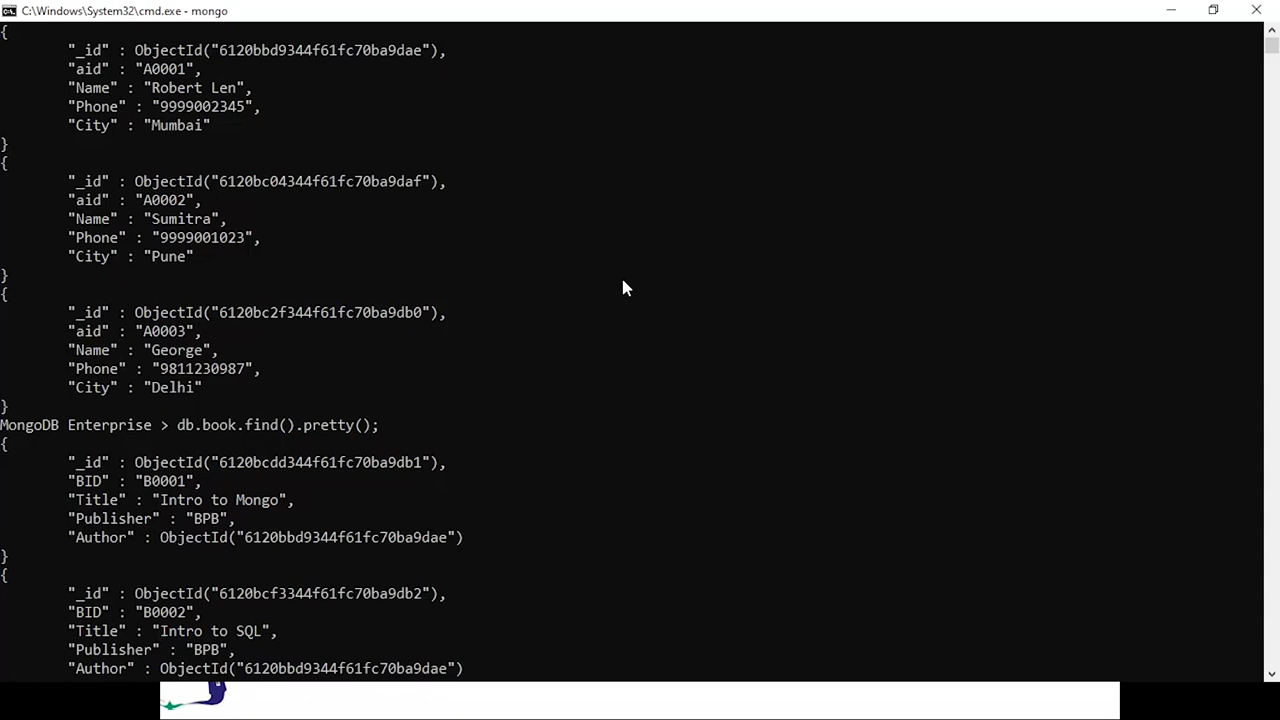 C:\Windows\System32\cmd.exe - mongo
{
"_id" : ObjectId("6120bbd9344f61fc70ba9dae"),
"aid" : "A0001",
"Name" : "Robert Len",
"Phone" : "9999002345",
"City" : "Mumbai"
}
{
"_id" : ObjectId("6120bc04344f61fc70ba9daf"),
"aid" : "A0002",
"Name" : "Sumitra",
"Phone" : "9999001023",
"City" : "Pune"
}
{
"_id" : ObjectId("6120bc2f344f61fc70ba9db0"),
"aid" : "A0003",
"Name" : "George",
"Phone" : "9811230987",
"City" : "Delhi"
}
MongoDB Enterprise > db.book.find().pretty();
{
"_id" : ObjectId("6120bcdd344f61fc70ba9db1"),
"BID" : "B0001",
"Title" : "Intro to Mongo",
"Publisher" : "BPB",
"Author" : ObjectId("6120bbd9344f61fc70ba9dae")
}
{
"_id" : ObjectId("6120bcf3344f61fc70ba9db2"),
"BID" : "B0002",
"Title" : "Intro to SQL",
"Publisher" : "BPB",
"Author" : ObjectId("6120bbd9344f61fc70ba9dae")